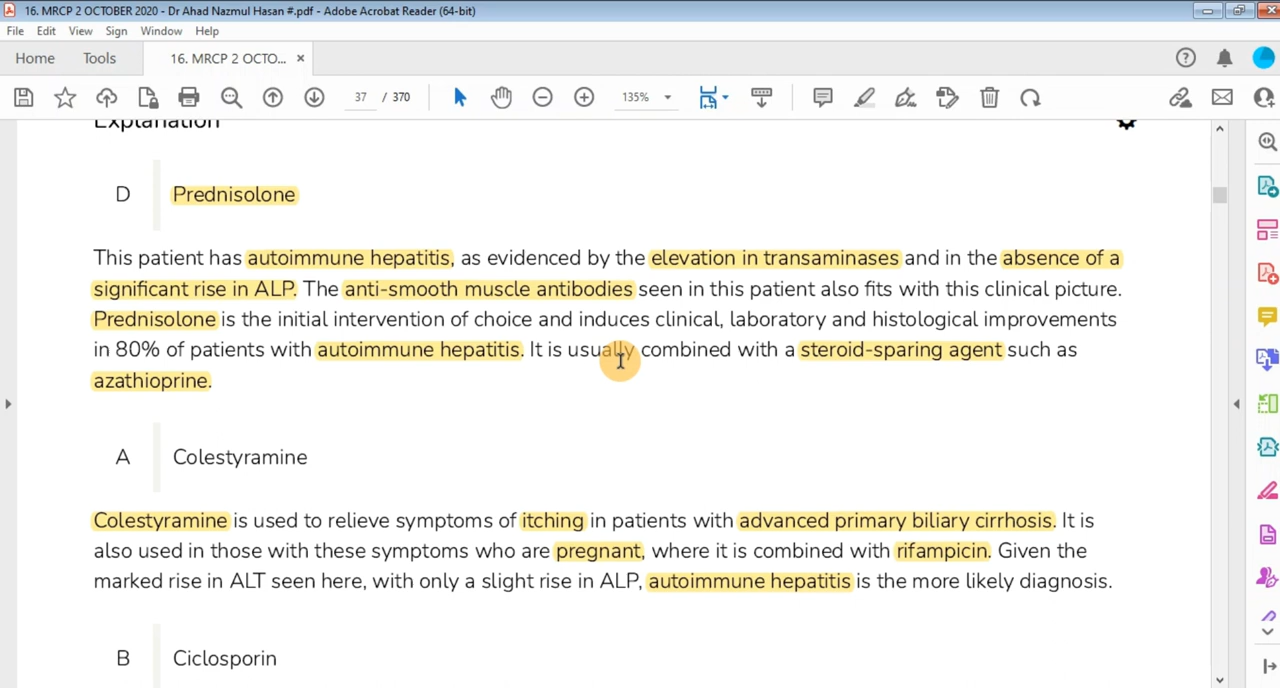 16. MRCP 2 OCTOBER 2020 - Dr Ahad Nazmul Hasan #.pdf - Adobe Acrobat Reader (64-bit)
File Edit View Sign Window Help
Home Tools 16. MRCP 2 OCTO... ×
37 / 370 135%
Explanation
D Prednisolone
This patient has autoimmune hepatitis, as evidenced by the elevation in transaminases and in the absence of a
significant rise in ALP. The anti-smooth muscle antibodies seen in this patient also fits with this clinical picture.
Prednisolone is the initial intervention of choice and induces clinical, laboratory and histological improvements
in 80% of patients with autoimmune hepatitis. It is usually combined with a steroid-sparing agent such as
azathioprine.
A Colestyramine
Colestyramine is used to relieve symptoms of itching in patients with advanced primary biliary cirrhosis. It is
also used in those with these symptoms who are pregnant, where it is combined with rifampicin. Given the
marked rise in ALT seen here, with only a slight rise in ALP, autoimmune hepatitis is the more likely diagnosis.
B Ciclosporin